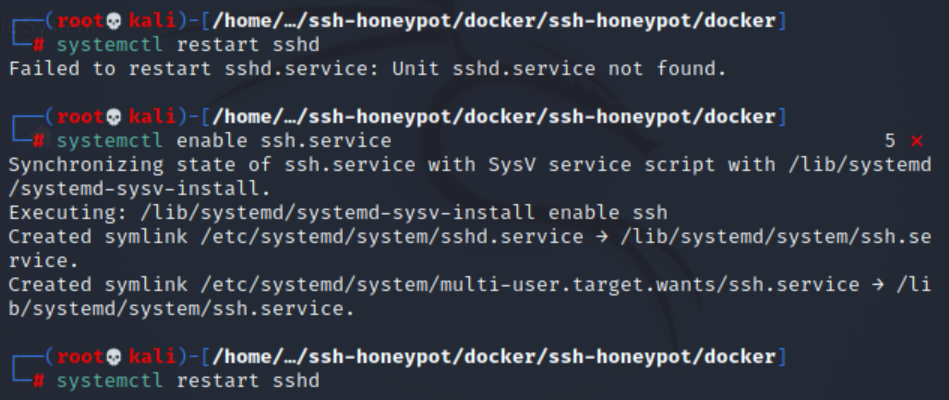 ┌──(root💀kali)-[/home/…/ssh-honeypot/docker/ssh-honeypot/docker]
└─# systemctl restart sshd
Failed to restart sshd.service: Unit sshd.service not found.
┌──(root💀kali)-[/home/…/ssh-honeypot/docker/ssh-honeypot/docker]
└─# systemctl enable ssh.service 5 ⨯
Synchronizing state of ssh.service with SysV service script with /lib/systemd
/systemd-sysv-install.
Executing: /lib/systemd/systemd-sysv-install enable ssh
Created symlink /etc/systemd/system/sshd.service → /lib/systemd/system/ssh.se
rvice.
Created symlink /etc/systemd/system/multi-user.target.wants/ssh.service → /li
b/systemd/system/ssh.service.
┌──(root💀kali)-[/home/…/ssh-honeypot/docker/ssh-honeypot/docker]
└─# systemctl restart sshd